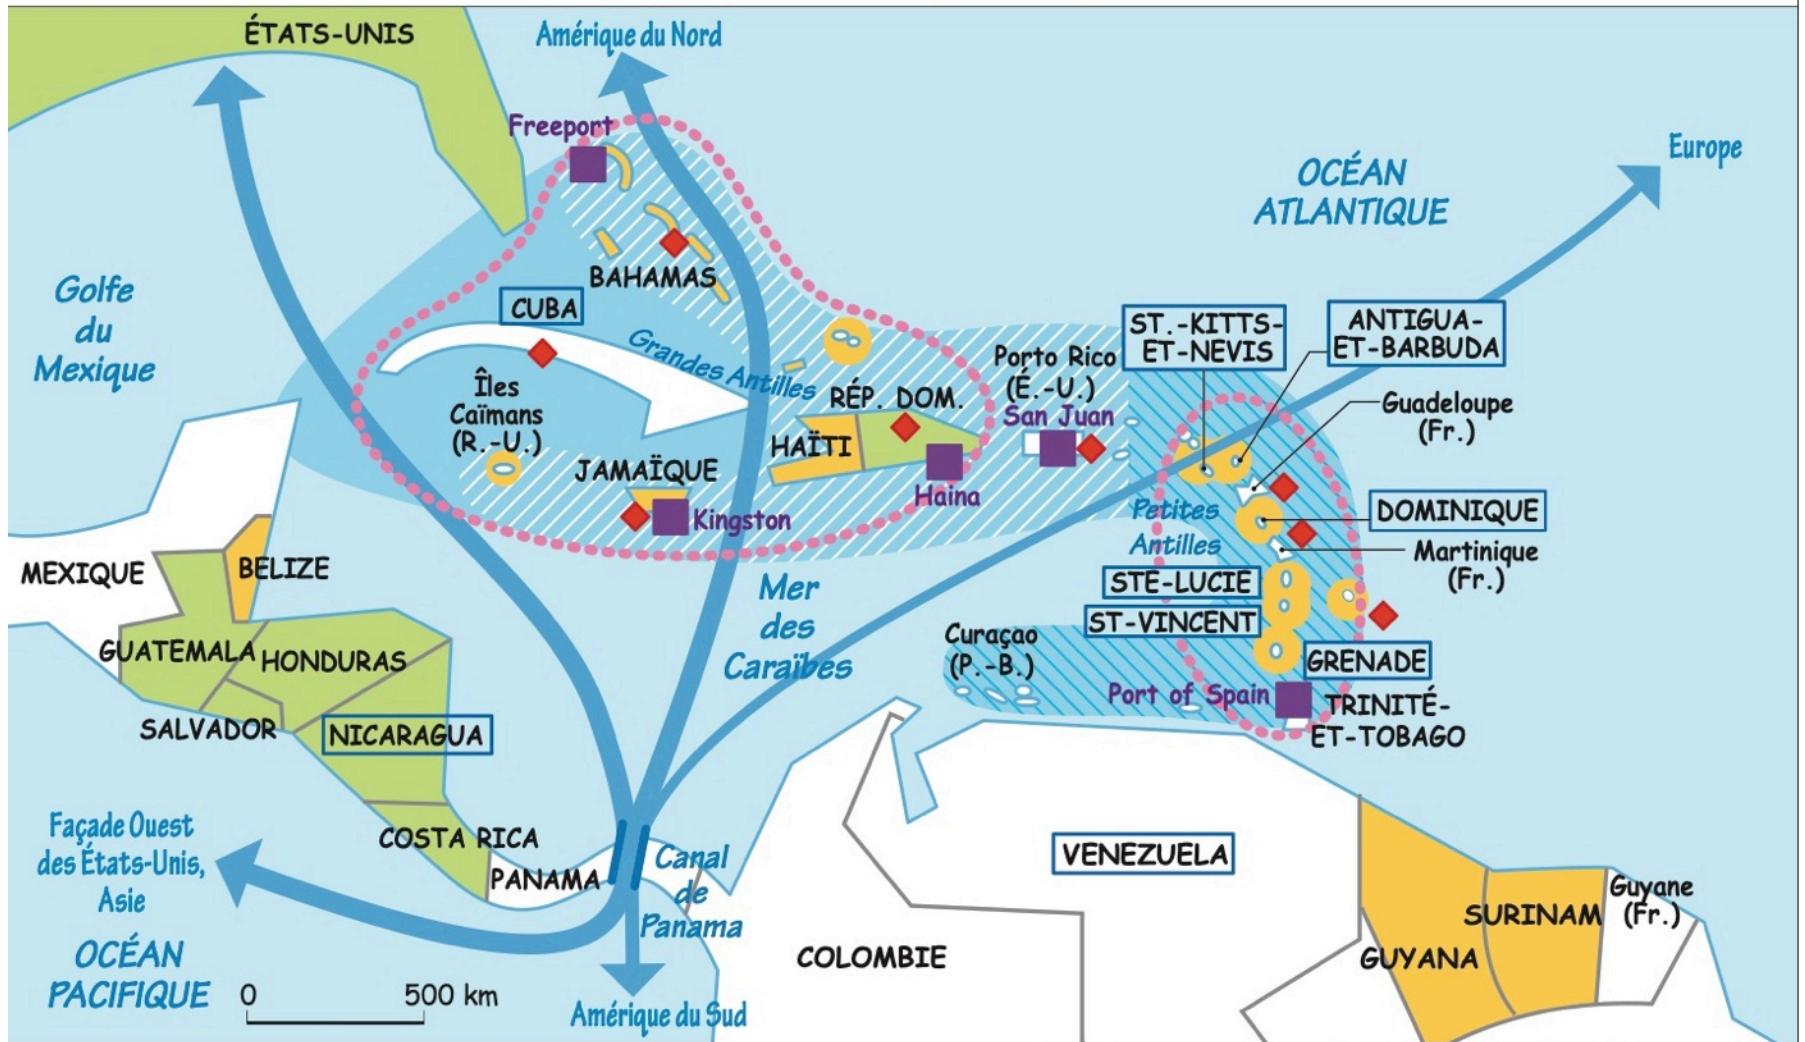 ÉTATS-UNIS
Amérique du Nord
Freeport
Europe
OCÉAN
ATLANTIQUE
Golfe
du
Mexique
BAHAMAS
CUBA
Grandes Antilles
ST.-KITTS-
ET-NEVIS
ANTIGUA-
ET-BARBUDA
Îles
Caïmans
(R.-U.)
Porto Rico
(É.-U.)
San Juan
RÉP. DOM.
HAÏTI
Guadeloupe
(Fr.)
JAMAÏQUE
Kingston
Haina
Petites
Antilles
DOMINIQUE
Martinique
(Fr.)
MEXIQUE
BELIZE
Mer
des
Caraïbes
STE-LUCIE
ST-VINCENT
Curaçao
(P.-B.)
GRENADE
GUATEMALA
HONDURAS
Port of Spain
TRINITÉ-
ET-TOBAGO
SALVADOR
NICARAGUA
Façade Ouest
des États-Unis,
Asie
COSTA RICA
PANAMA
Canal
de
Panama
VENEZUELA
OCÉAN
PACIFIQUE
0 500 km
Amérique du Sud
COLOMBIE
GUYANA
SURINAM
Guyane
(Fr.)